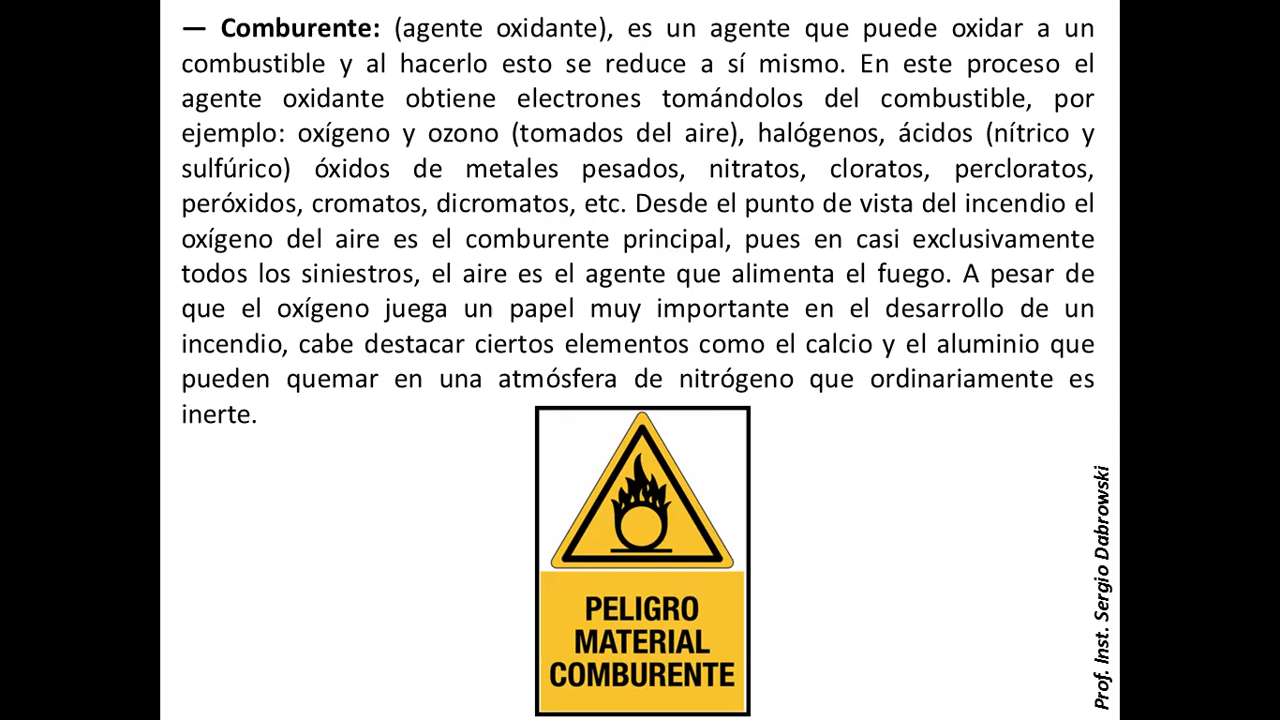 — Comburente: (agente oxidante), es un agente que puede oxidar a un
combustible y al hacerlo esto se reduce a sí mismo. En este proceso el
agente oxidante obtiene electrones tomándolos del combustible, por
ejemplo: oxígeno y ozono (tomados del aire), halógenos, ácidos (nítrico y
sulfúrico) óxidos de metales pesados, nitratos, cloratos, percloratos,
peróxidos, cromatos, dicromatos, etc. Desde el punto de vista del incendio el
oxígeno del aire es el comburente principal, pues en casi exclusivamente
todos los siniestros, el aire es el agente que alimenta el fuego. A pesar de
que el oxígeno juega un papel muy importante en el desarrollo de un
incendio, cabe destacar ciertos elementos como el calcio y el aluminio que
pueden quemar en una atmósfera de nitrógeno que ordinariamente es
inerte.
PELIGRO
MATERIAL
COMBURENTE
Prof. Inst. Sergio Dabrowski